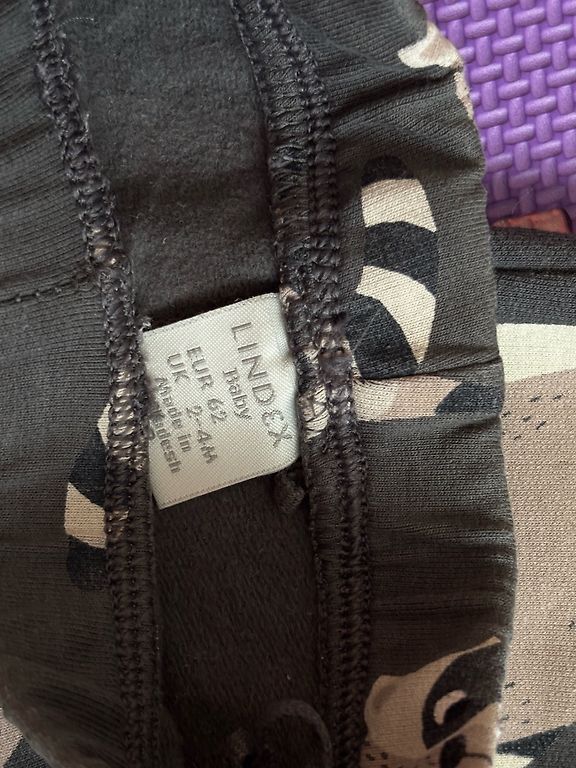 LINDEX
Baby
EUR 62
UK 2-4M
Made in